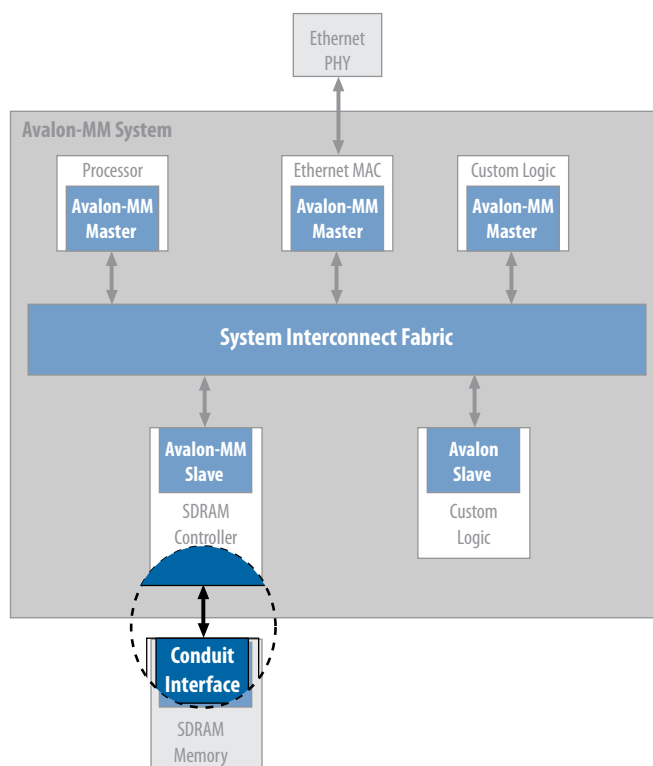 Ethernet
PHY
Avalon-MM System
Processor
Avalon-MM
Master
Ethernet MAC
Avalon-MM
Master
Custom Logic
Avalon-MM
Master
System Interconnect Fabric
Avalon-MM
Slave
SDRAM
Controller
Avalon
Slave
Custom
Logic
Conduit
Interface
SDRAM
Memory